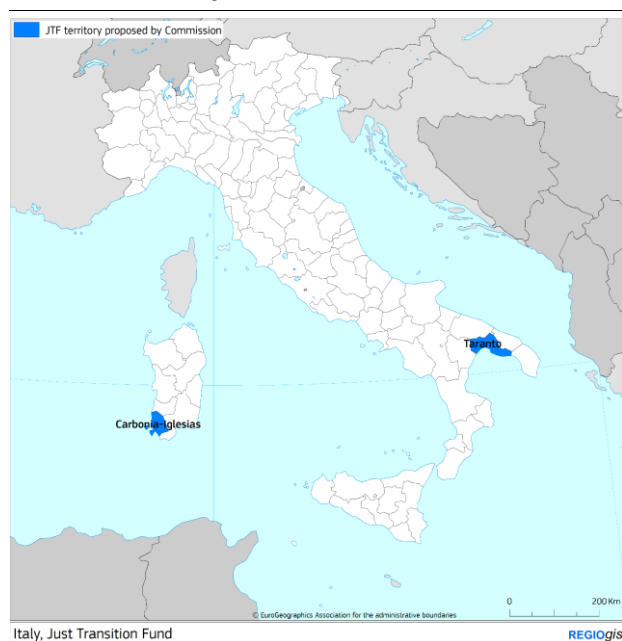 JTF territory proposed by Commission
Taranto
Carbonia-Iglesias
0 200 Km
© EuroGeographics Association for the administrative boundaries
Italy, Just Transition Fund
REGIOgis